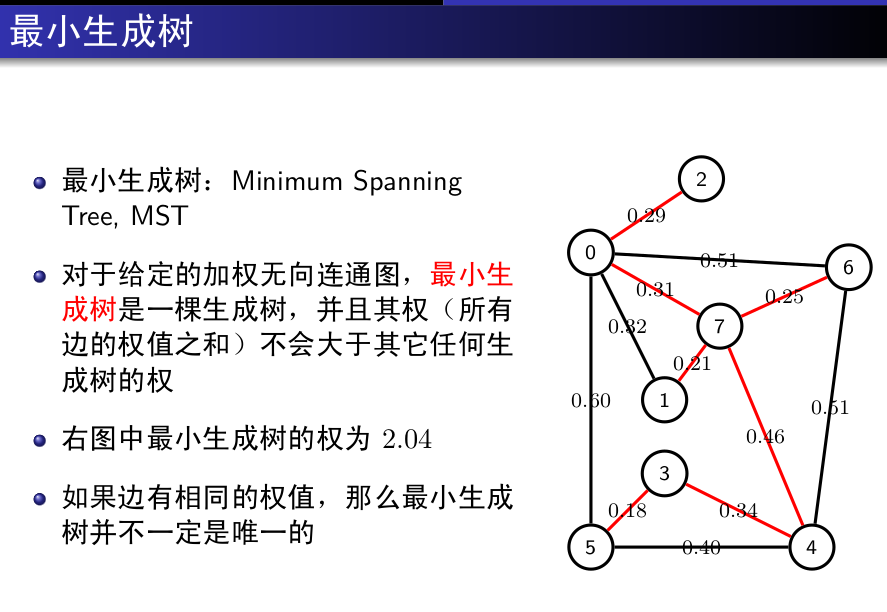 最小生成树
最小生成树：Minimum Spanning
Tree, MST
对于给定的加权无向连通图，最小生
成树是一棵生成树，并且其权（所有
边的权值之和）不会大于其它任何生
成树的权
右图中最小生成树的权为 2.04
如果边有相同的权值，那么最小生成
树并不一定是唯一的
2
0.29
0
0.51
6
0.31
0.25
0.32
7
0.21
1
0.60
0.51
0.46
3
0.18
0.34
5
0.40
4